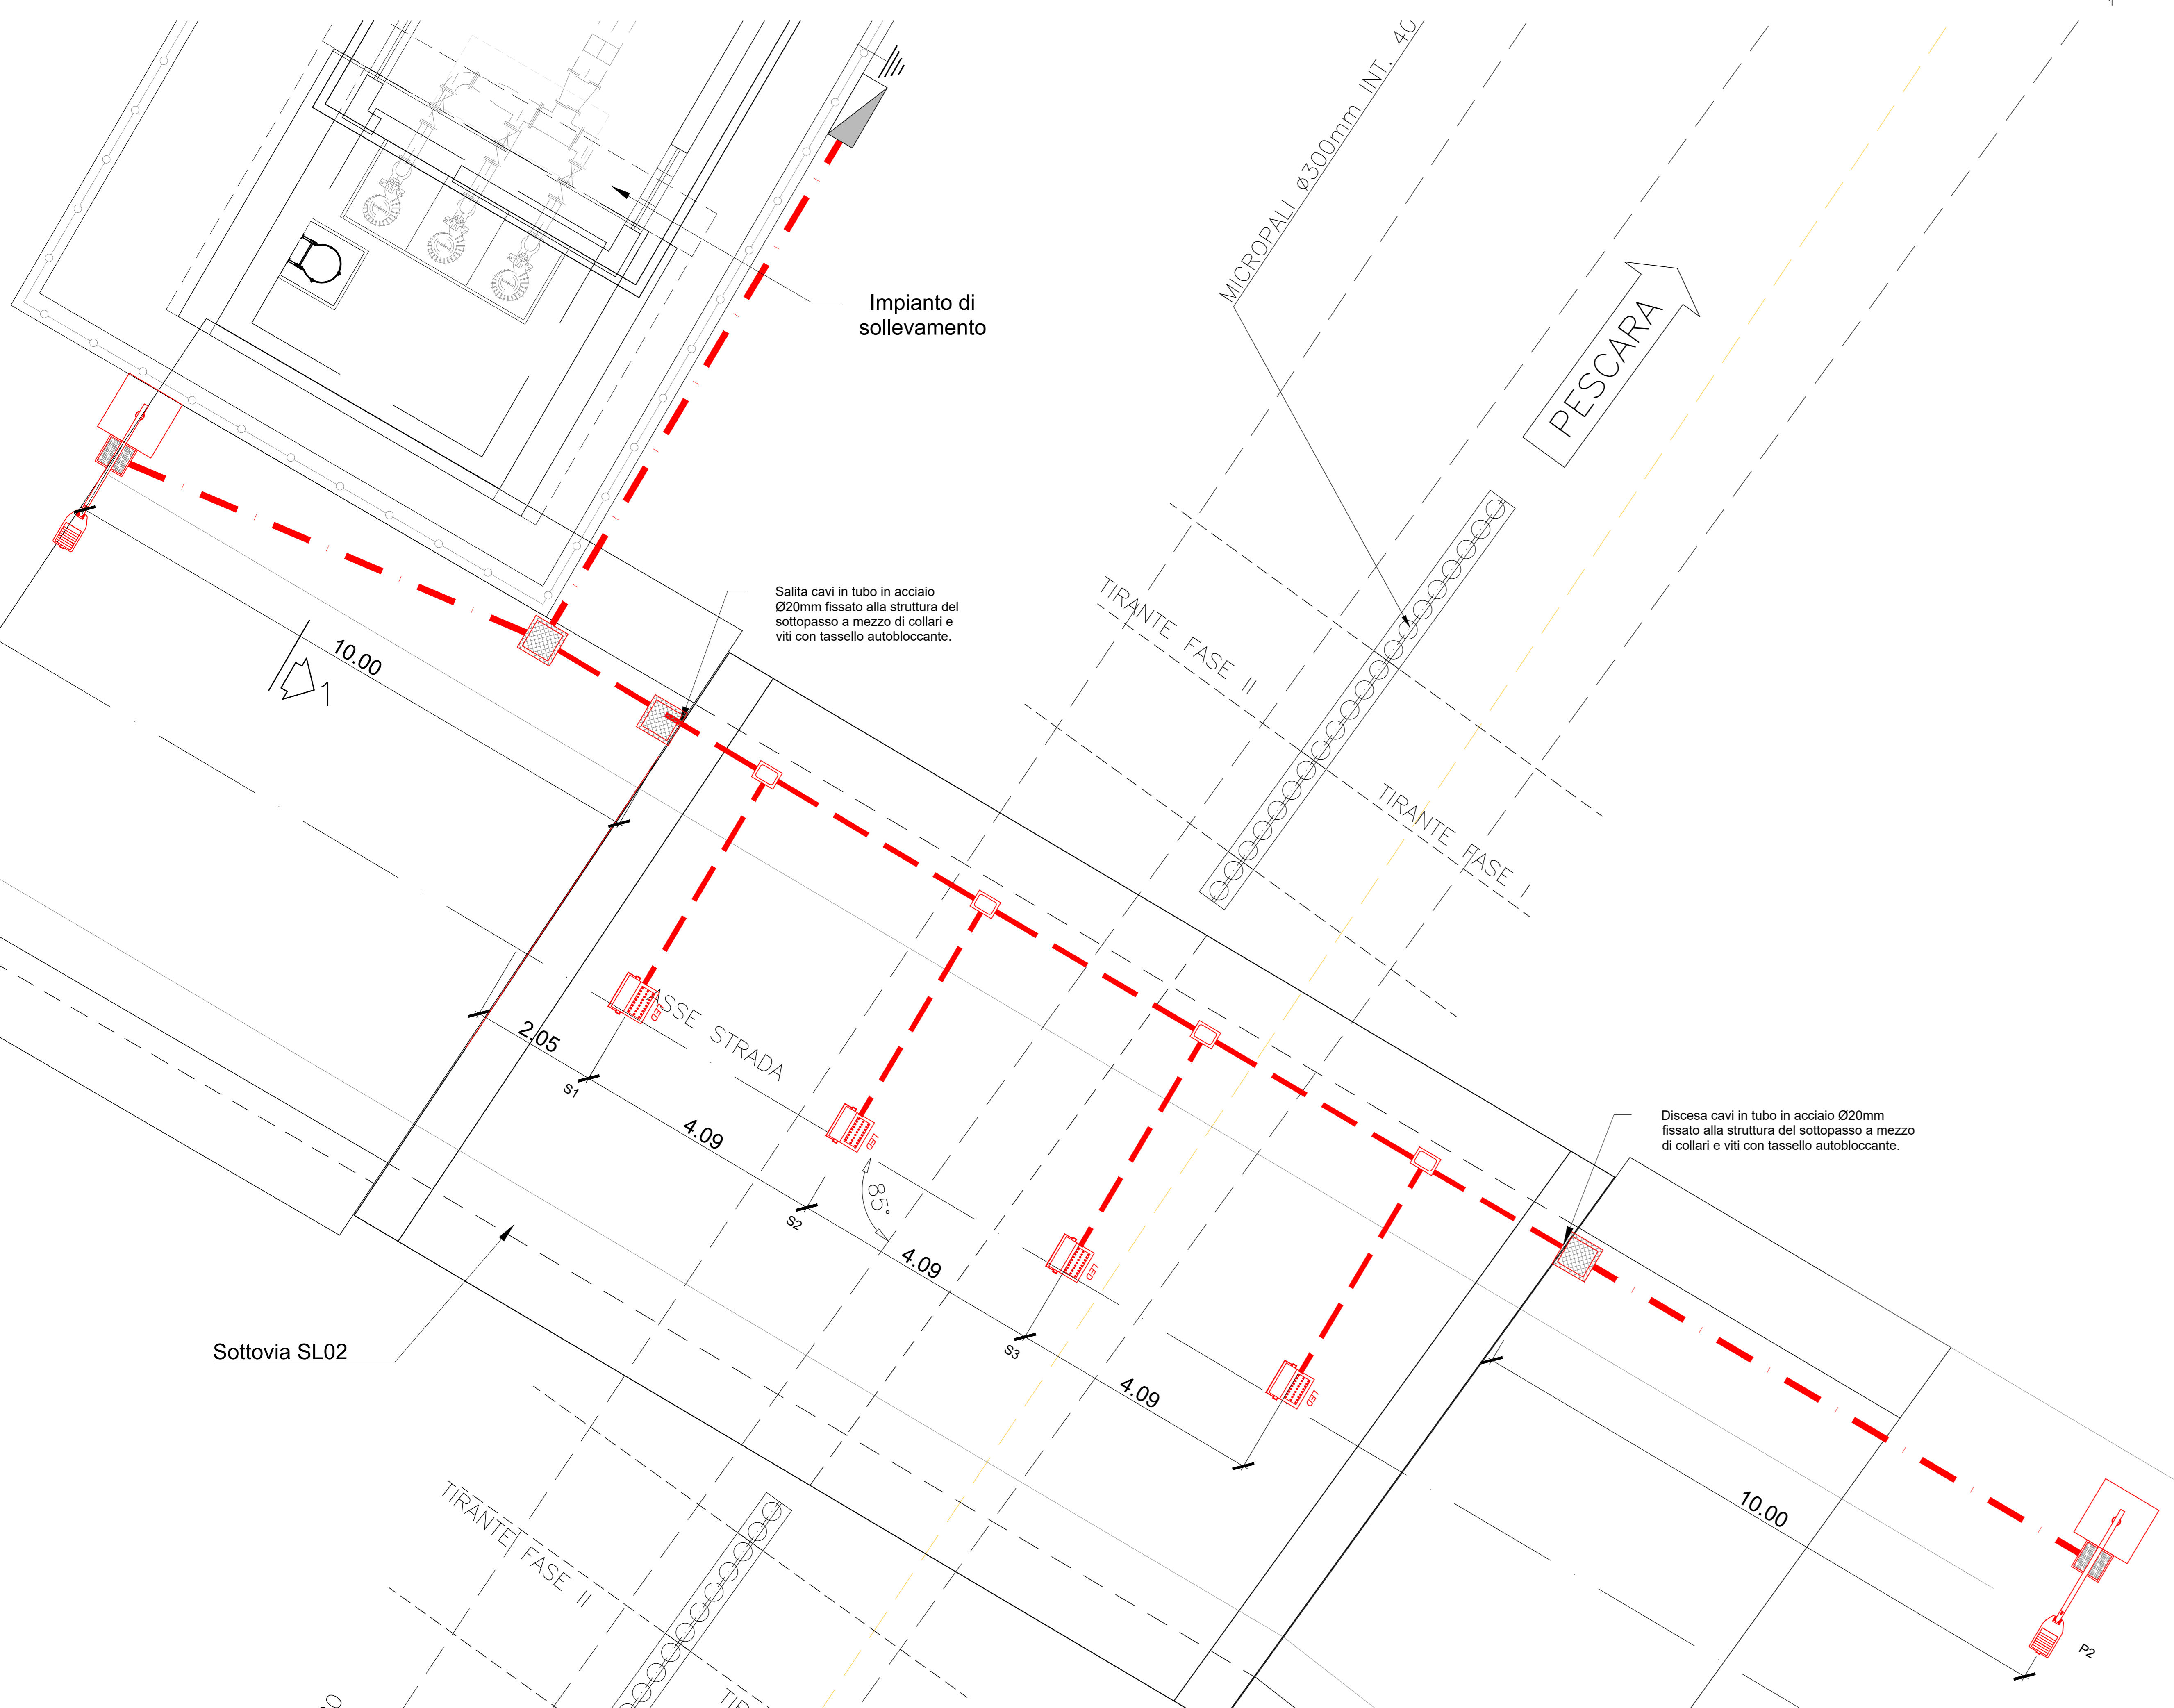 MICROPALI ø300mm INT. 40
PESCARA
Impianto di
sollevamento
Salita cavi in tubo in acciaio
Ø20mm fissato alla struttura del
sottopasso a mezzo di collari e
viti con tassello autobloccante.
TIRANTE FASE II
TIRANTE FASE I
10.00
1
ASSE STRADA
LED
LED
LED
LED
2.05
S1
4.09
S2
85°
4.09
S3
4.09
Discesa cavi in tubo in acciaio Ø20mm
fissato alla struttura del sottopasso a mezzo
di collari e viti con tassello autobloccante.
Sottovia SL02
10.00
P2
TIRANTE FASE II